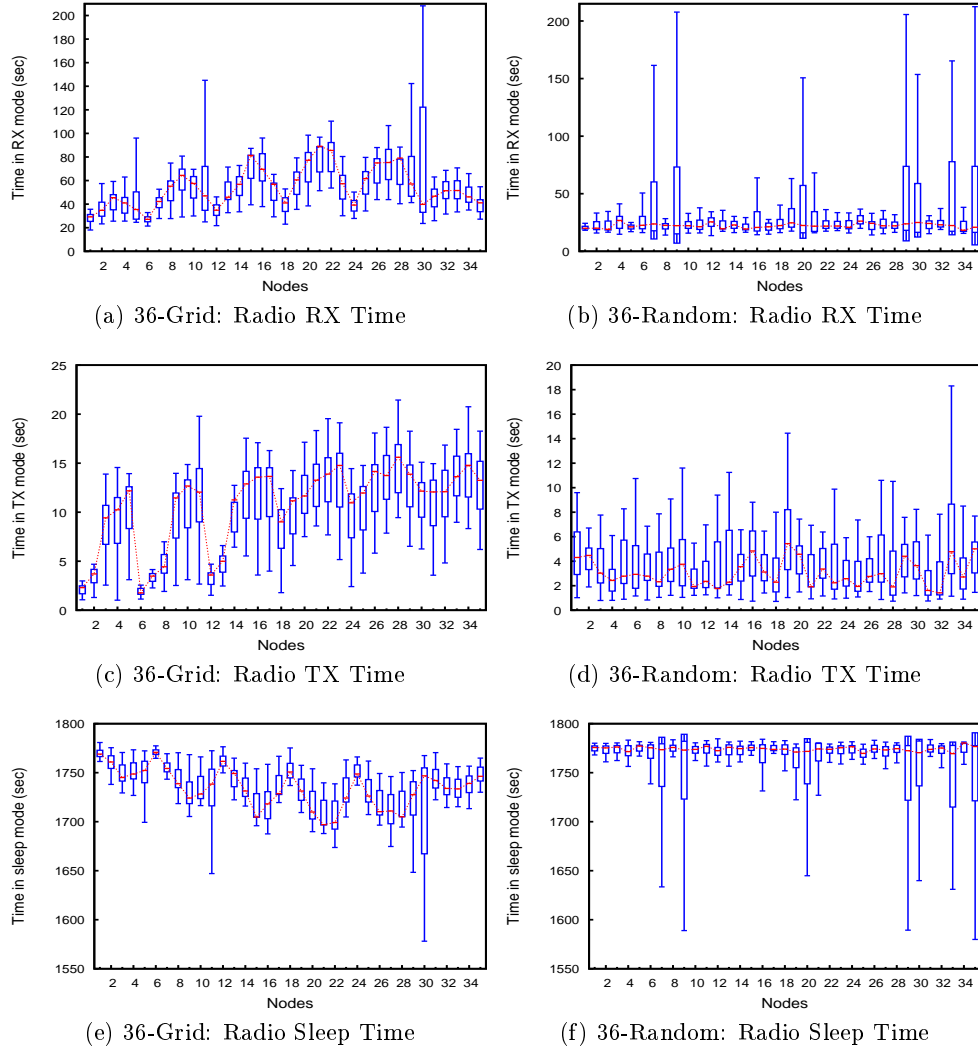 Time in RX mode (sec)
200
180
160
140
120
100
80
60
40
20
0
2 4 6 8 10 12 14 16 18 20 22 24 26 28 30 32 34
Nodes
(a) 36-Grid: Radio RX Time
Time in RX mode (sec)
200
150
100
50
0
2 4 6 8 10 12 14 16 18 20 22 24 26 28 30 32 34
Nodes
(b) 36-Random: Radio RX Time
Time in TX mode (sec)
25
20
15
10
5
0
2 4 6 8 10 12 14 16 18 20 22 24 26 28 30 32 34
Nodes
(c) 36-Grid: Radio TX Time
Time in TX mode (sec)
20
18
16
14
12
10
8
6
4
2
0
2 4 6 8 10 12 14 16 18 20 22 24 26 28 30 32 34
Nodes
(d) 36-Random: Radio TX Time
Time in sleep mode (sec)
1800
1750
1700
1650
1600
1550
2 4 6 8 10 12 14 16 18 20 22 24 26 28 30 32 34
Nodes
(e) 36-Grid: Radio Sleep Time
Time in sleep mode (sec)
1800
1750
1700
1650
1600
1550
2 4 6 8 10 12 14 16 18 20 22 24 26 28 30 32 34
Nodes
(f) 36-Random: Radio Sleep Time